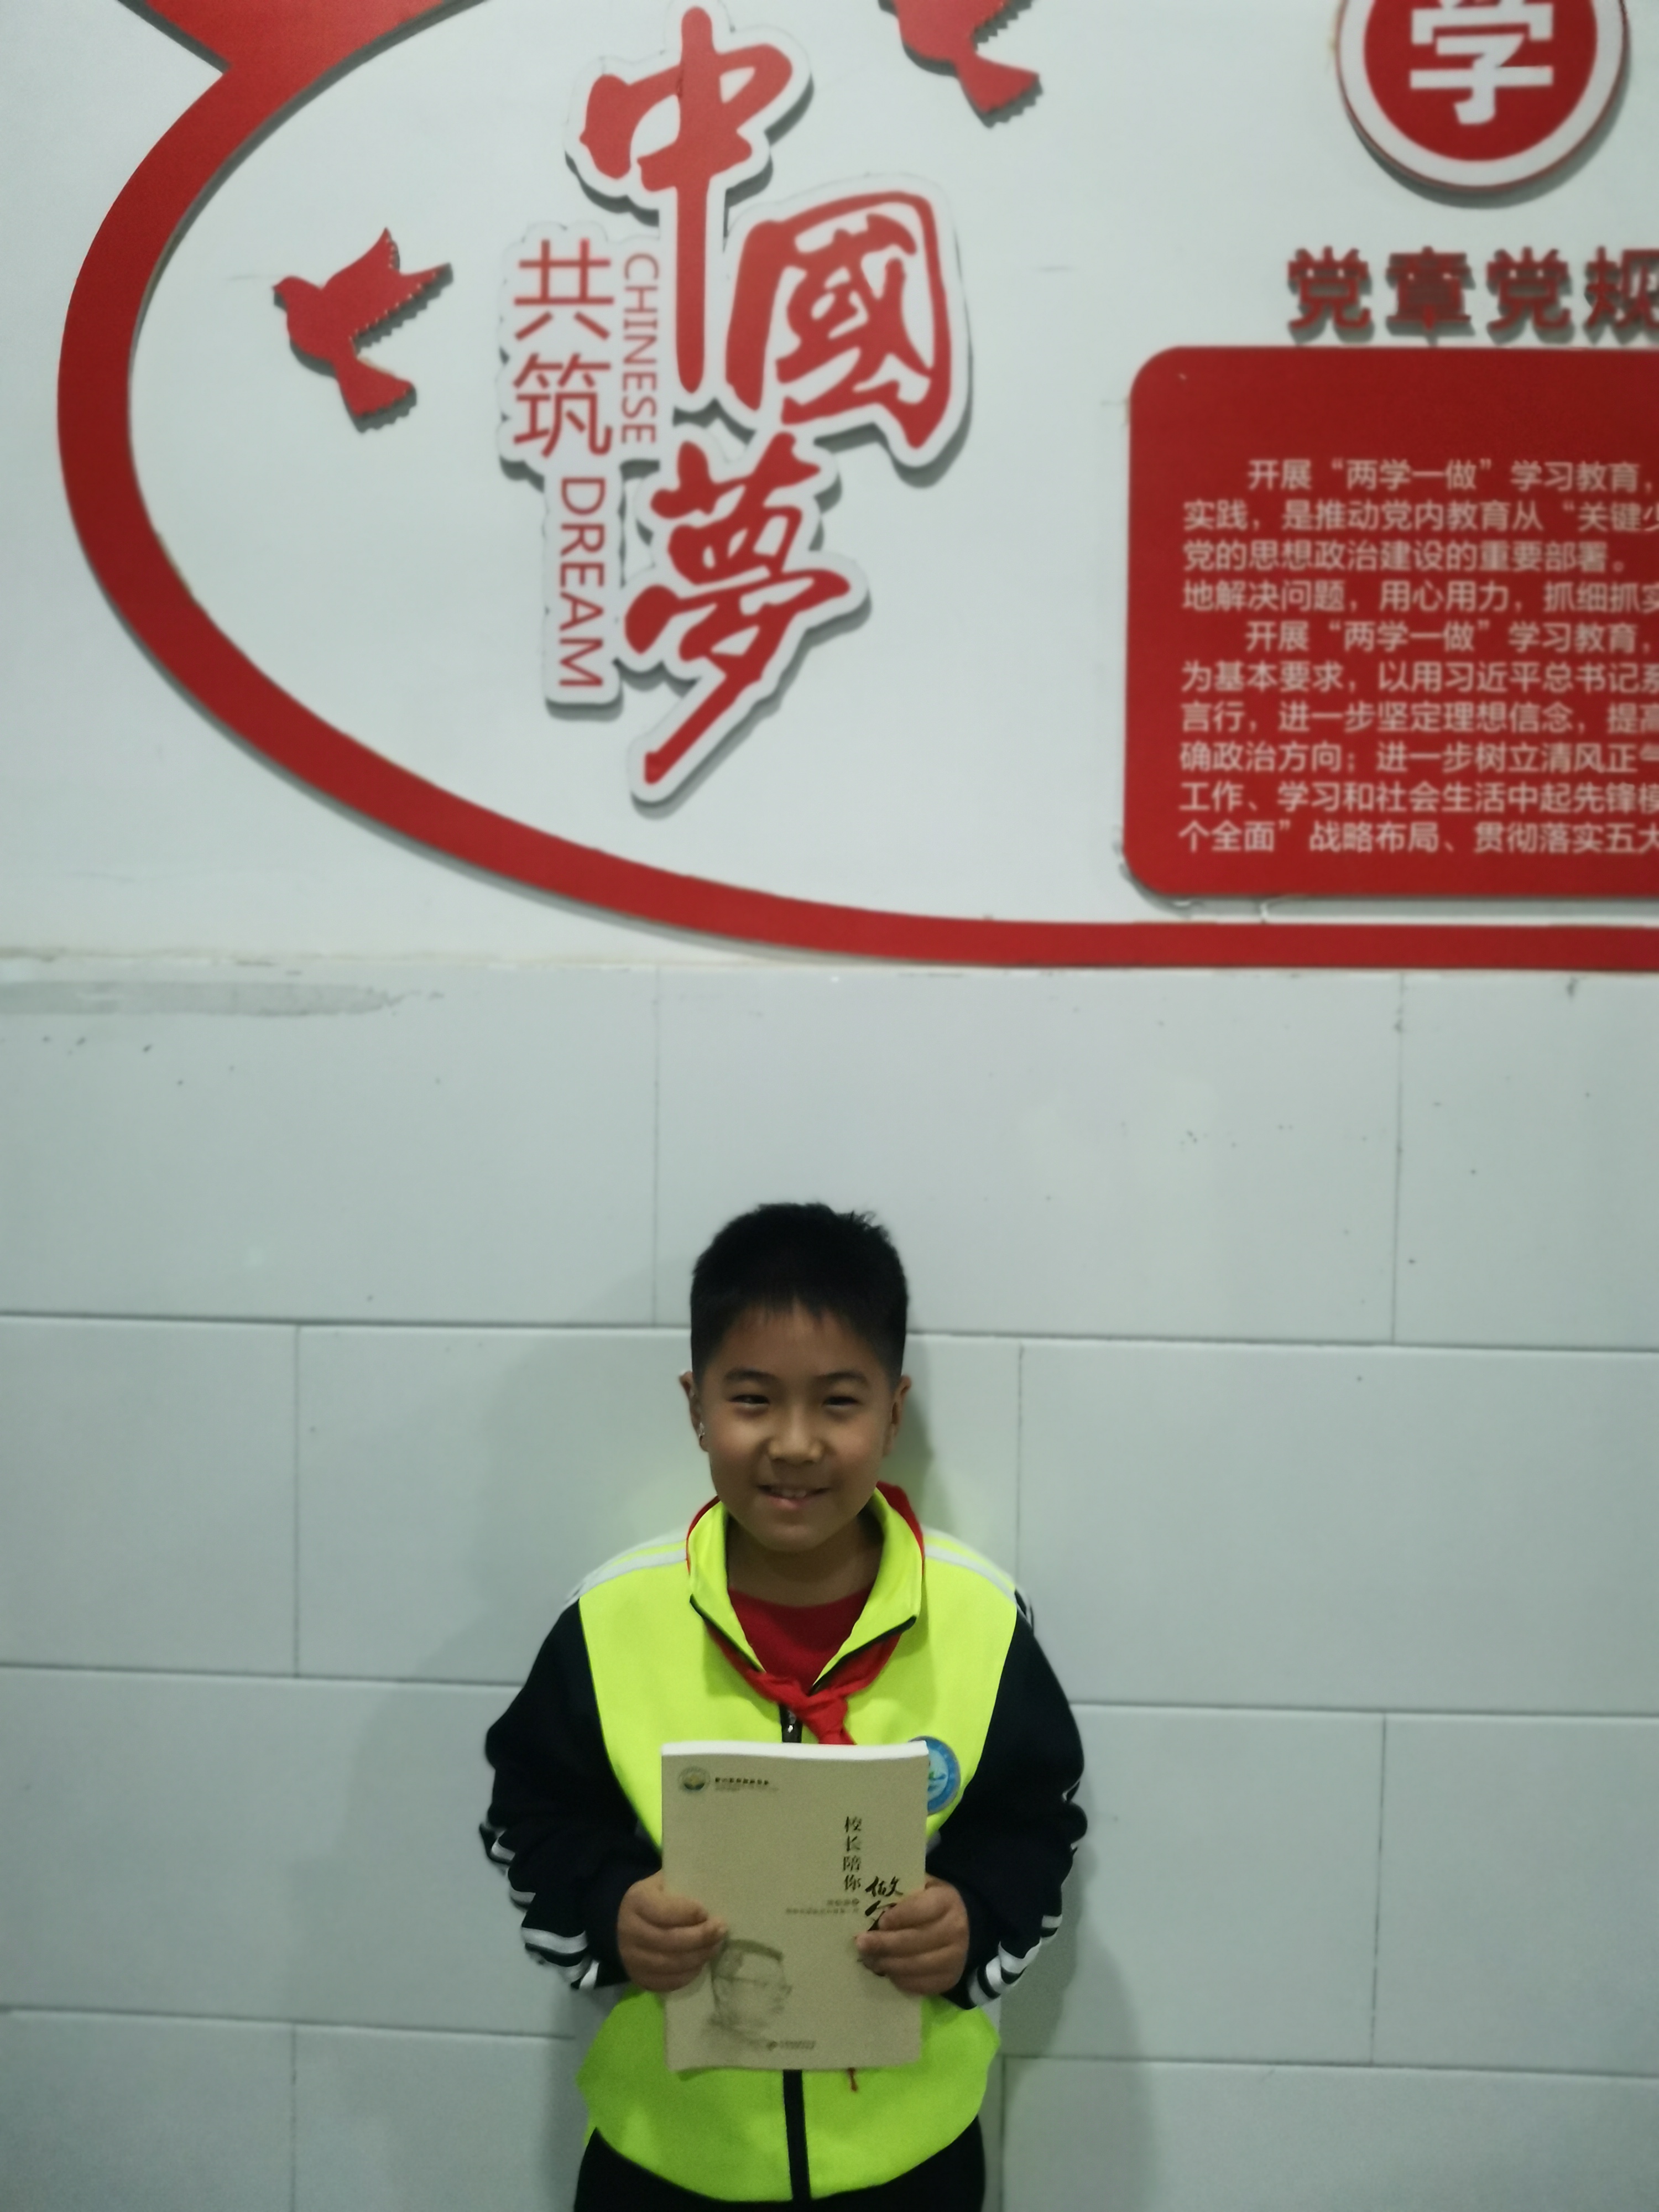 中國夢
共筑
CHINESE
DREAM
学
党章党规
开展“两学一做”学习教育，
实践，是推动党内教育从“关键少
党的思想政治建设的重要部署。
地解决问题，用心用力，抓细抓实
开展“两学一做”学习教育，
为基本要求，以用习近平总书记系
言行，进一步坚定理想信念，提高
确政治方向；进一步树立清风正气
工作、学习和社会生活中起先锋模
个全面”战略布局、贯彻落实五大
校长陪你
做